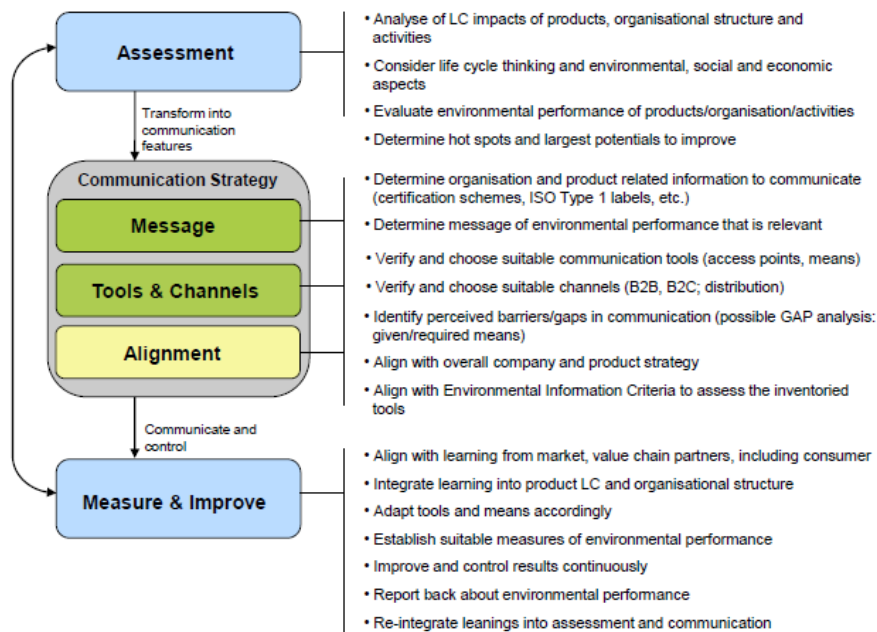 Assessment
• Analyse of LC impacts of products, organisational structure and
activities
• Consider life cycle thinking and environmental, social and economic
aspects
• Evaluate environmental performance of products/organisation/activities
• Determine hot spots and largest potentials to improve
Transform into
communication
features
Communication Strategy
Message
• Determine organisation and product related information to communicate
(certification schemes, ISO Type 1 labels, etc.)
• Determine message of environmental performance that is relevant
Tools & Channels
• Verify and choose suitable communication tools (access points, means)
• Verify and choose suitable channels (B2B, B2C; distribution)
Alignment
• Identify perceived barriers/gaps in communication (possible GAP analysis:
given/required means)
• Align with overall company and product strategy
• Align with Environmental Information Criteria to assess the inventoried
tools
Communicate and
control
Measure & Improve
• Align with learning from market, value chain partners, including consumer
• Integrate learning into product LC and organisational structure
• Adapt tools and means accordingly
• Establish suitable measures of environmental performance
• Improve and control results continuously
• Report back about environmental performance
• Re-integrate leanings into assessment and communication